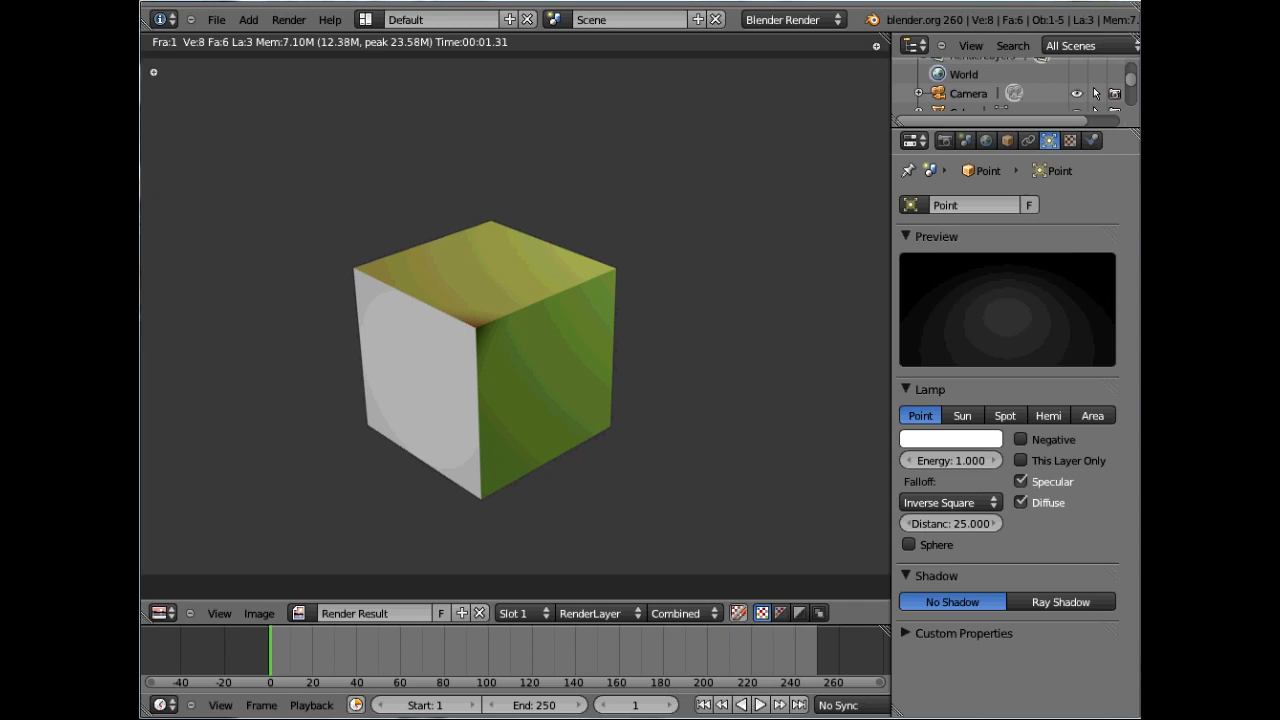 File Add Render Help Default Scene Blender Render blender.org 260 | Ve:8 | Fa:6 | Ob:1-5 | La:3 | Mem:7.
Fra:1 Ve:8 Fa:6 La:3 Mem:7.10M (12.38M, peak 23.58M) Time:00:01.31
View Search All Scenes
World
Camera
Point Point
Point F
Preview
Lamp
Point Sun Spot Hemi Area
Negative
Energy: 1.000 This Layer Only
Falloff: Specular
Inverse Square Diffuse
Distanc: 25.000
Sphere
Shadow
No Shadow Ray Shadow
Custom Properties
View Image Render Result F Slot 1 RenderLayer Combined
-40 -20 0 20 40 60 80 100 120 140 160 180 200 220 240 260
View Frame Playback Start: 1 End: 250 1 No Sync